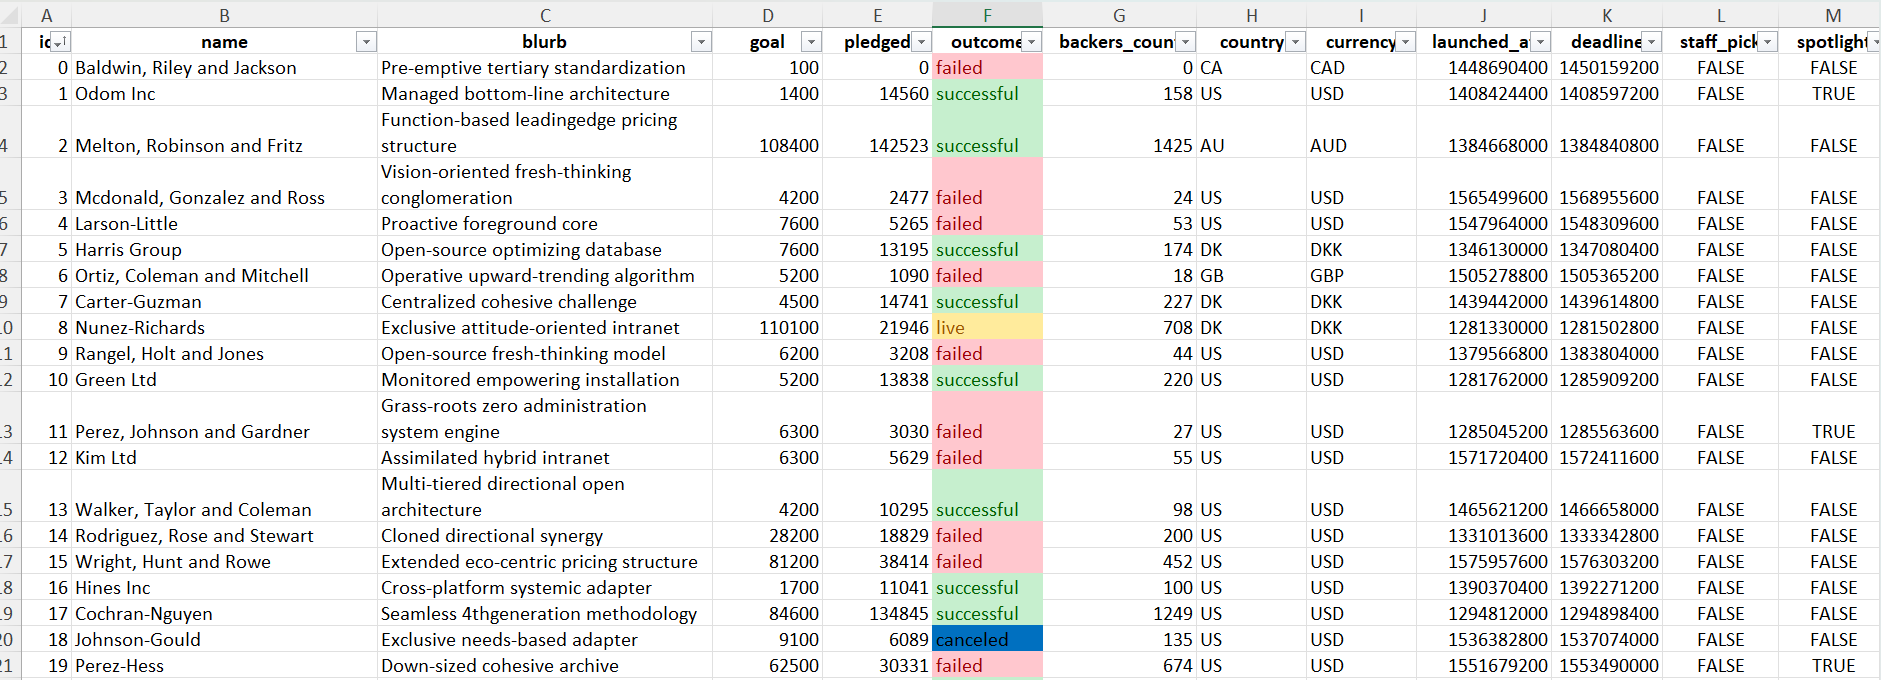 A B C D E F G H I J K L M
1 id name blurb goal pledged outcome backers_coun country currency launched_a deadline staff_pick spotlight
2 0 Baldwin, Riley and Jackson Pre-emptive tertiary standardization 100 0 failed 0 CA CAD 1448690400 1450159200 FALSE FALSE
3 1 Odom Inc Managed bottom-line architecture 1400 14560 successful 158 US USD 1408424400 1408597200 FALSE TRUE
Function-based leadingedge pricing
4 2 Melton, Robinson and Fritz structure 108400 142523 successful 1425 AU AUD 1384668000 1384840800 FALSE FALSE
Vision-oriented fresh-thinking
5 3 Mcdonald, Gonzalez and Ross conglomeration 4200 2477 failed 24 US USD 1565499600 1568955600 FALSE FALSE
6 4 Larson-Little Proactive foreground core 7600 5265 failed 53 US USD 1547964000 1548309600 FALSE FALSE
7 5 Harris Group Open-source optimizing database 7600 13195 successful 174 DK DKK 1346130000 1347080400 FALSE FALSE
8 6 Ortiz, Coleman and Mitchell Operative upward-trending algorithm 5200 1090 failed 18 GB GBP 1505278800 1505365200 FALSE FALSE
9 7 Carter-Guzman Centralized cohesive challenge 4500 14741 successful 227 DK DKK 1439442000 1439614800 FALSE FALSE
10 8 Nunez-Richards Exclusive attitude-oriented intranet 110100 21946 live 708 DK DKK 1281330000 1281502800 FALSE FALSE
11 9 Rangel, Holt and Jones Open-source fresh-thinking model 6200 3208 failed 44 US USD 1379566800 1383804000 FALSE FALSE
12 10 Green Ltd Monitored empowering installation 5200 13838 successful 220 US USD 1281762000 1285909200 FALSE FALSE
Grass-roots zero administration
13 11 Perez, Johnson and Gardner system engine 6300 3030 failed 27 US USD 1285045200 1285563600 FALSE TRUE
14 12 Kim Ltd Assimilated hybrid intranet 6300 5629 failed 55 US USD 1571720400 1572411600 FALSE FALSE
Multi-tiered directional open
15 13 Walker, Taylor and Coleman architecture 4200 10295 successful 98 US USD 1465621200 1466658000 FALSE FALSE
16 14 Rodriguez, Rose and Stewart Cloned directional synergy 28200 18829 failed 200 US USD 1331013600 1333342800 FALSE FALSE
17 15 Wright, Hunt and Rowe Extended eco-centric pricing structure 81200 38414 failed 452 US USD 1575957600 1576303200 FALSE FALSE
18 16 Hines Inc Cross-platform systemic adapter 1700 11041 successful 100 US USD 1390370400 1392271200 FALSE FALSE
19 17 Cochran-Nguyen Seamless 4thgeneration methodology 84600 134845 successful 1249 US USD 1294812000 1294898400 FALSE FALSE
20 18 Johnson-Gould Exclusive needs-based adapter 9100 6089 canceled 135 US USD 1536382800 1537074000 FALSE FALSE
21 19 Perez-Hess Down-sized cohesive archive 62500 30331 failed 674 US USD 1551679200 1553490000 FALSE TRUE